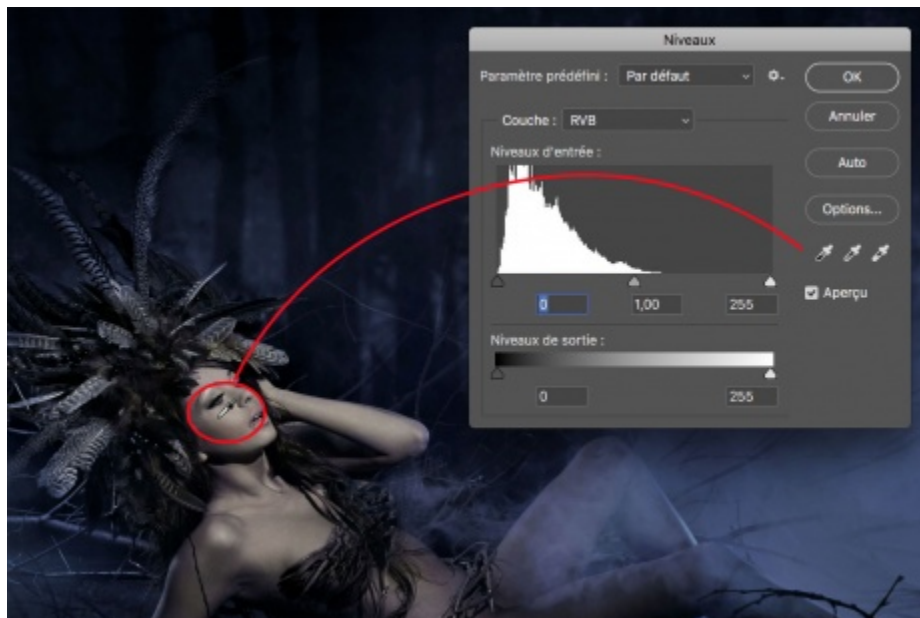 Niveaux
Paramètre prédéfini : Par défaut
OK
Couche : RVB
Annuler
Niveaux d'entrée :
Auto
Options...
Aperçu
0 1,00 255
Niveaux de sortie :
0 255